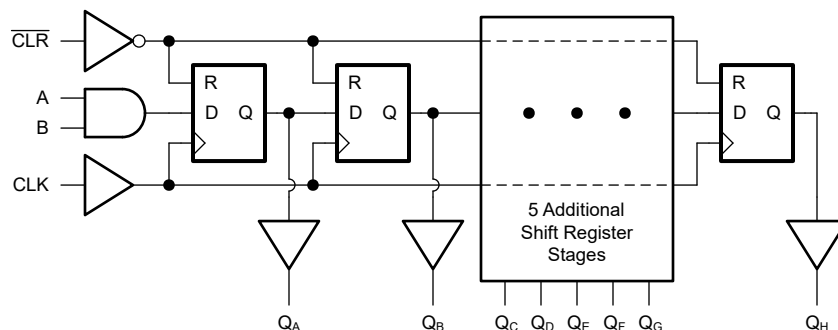 CLR
R
R
R
A
D
Q
D
Q
D
Q
B
CLK
5 Additional
Shift Register
Stages
QA
QB
QC
QD
QE
QF
QG
QH